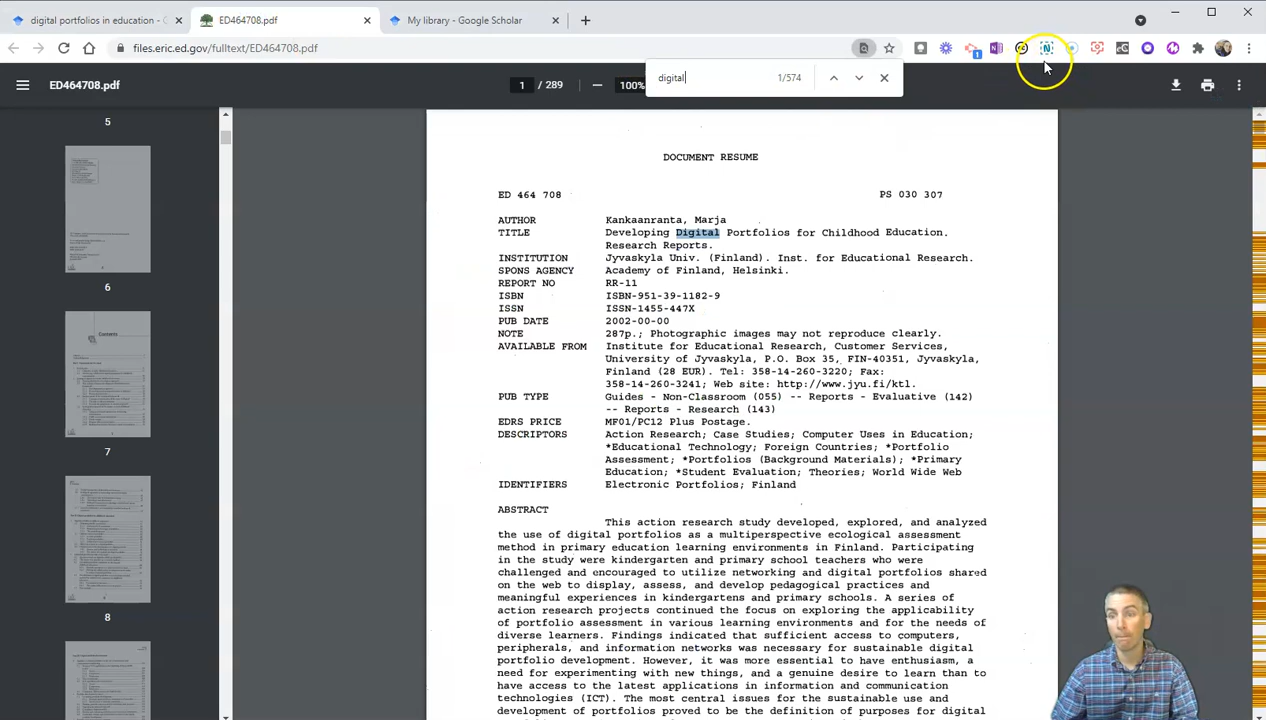 digital portfolios in education -
ED464708.pdf
My library - Google Scholar
files.eric.ed.gov/fulltext/ED464708.pdf
digital
1/574
ED464708.pdf
1 / 289
100%
5
6
Contents
7
8
DOCUMENT RESUME
ED 464 708
PS 030 307
AUTHOR Kankaanranta, Marja
TITLE Developing Digital Portfolios for Childhood Education.
Research Reports.
INSTITUTION Jyvaskyla Univ. (Finland). Inst. for Educational Research.
SPONS AGENCY Academy of Finland, Helsinki.
REPORT NO RR-11
ISBN ISBN-951-39-1182-9
ISSN ISSN-1455-447X
PUB DATE 2002-00-00
NOTE 287p.; Photographic images may not reproduce clearly.
AVAILABLE FROM Institute for Educational Research, Customer Services,
University of Jyvaskyla, P.O. Box 35, FIN-40351, Jyvaskyla,
Finland (28 EUR). Tel: 358-14-260-3220; Fax:
358-14-260-3241; Web site: http://www.jyu.fi/ktl.
PUB TYPE Guides - Non-Classroom (055) -- Reports - Evaluative (142)
-- Reports - Research (143)
EDRS PRICE MF01/PC12 Plus Postage.
DESCRIPTORS Action Research; Case Studies; Computer Uses in Education;
*Educational Technology; Foreign Countries; *Portfolio
Assessment; *Portfolios (Background Materials); *Primary
Education; *Student Evaluation; Theories; World Wide Web
IDENTIFIERS Electronic Portfolios; Finland
ABSTRACT
This action research study developed, explored, and analyzed
the use of digital portfolios as a multiperspective ecological assessment
method in primary education learning environments in Finland. Participating
in the study were kindergarten and primary school teachers who were
challenged and encouraged to utilize networking and digital portfolios shared
on the web to display, assess, and develop pedagogical practices and
meaningful experiences in kindergartens and primary schools. A series of
action research projects continued the focus on exploring the applicability
of portfolio assessment in various learning environments and for the needs of
diverse learners. Findings indicated that sufficient access to computers,
peripherals, and information networks was necessary for sustainable digital
portfolio development. However, it was more essential to have enthusiasm, a
need for experimenting with new things, and genuine desire to learn than to
have access to the latest applications in information and communication
technologies (ICT). The most central issues for the sustainable use and
development of portfolios proved to be the definition of purposes for digital